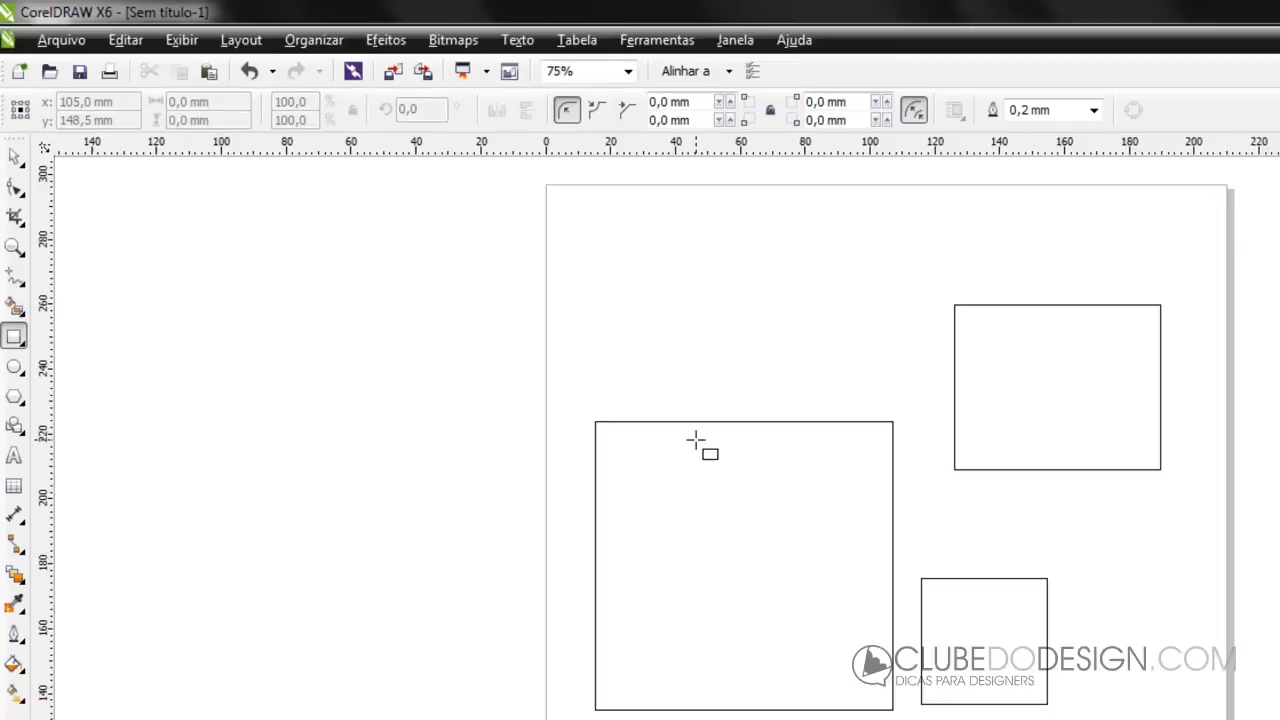 CorelDRAW X6 - [Sem título-1]
Arquivo Editar Exibir Layout Organizar Efeitos Bitmaps Texto Tabela Ferramentas Janela Ajuda
75% Alinhar a
x: 105,0 mm 0,0 mm 100,0 % 0,0 ° 0,0 mm 0,0 mm 0,2 mm
y: 148,5 mm 0,0 mm 100,0 % 0,0 mm 0,0 mm
140 120 100 80 60 40 20 0 20 40 60 80 100 120 140 160 180 200 220
300
280
260
240
220
200
180
160
140
CLUBEDODESIGN.COM
DICAS PARA DESIGNERS